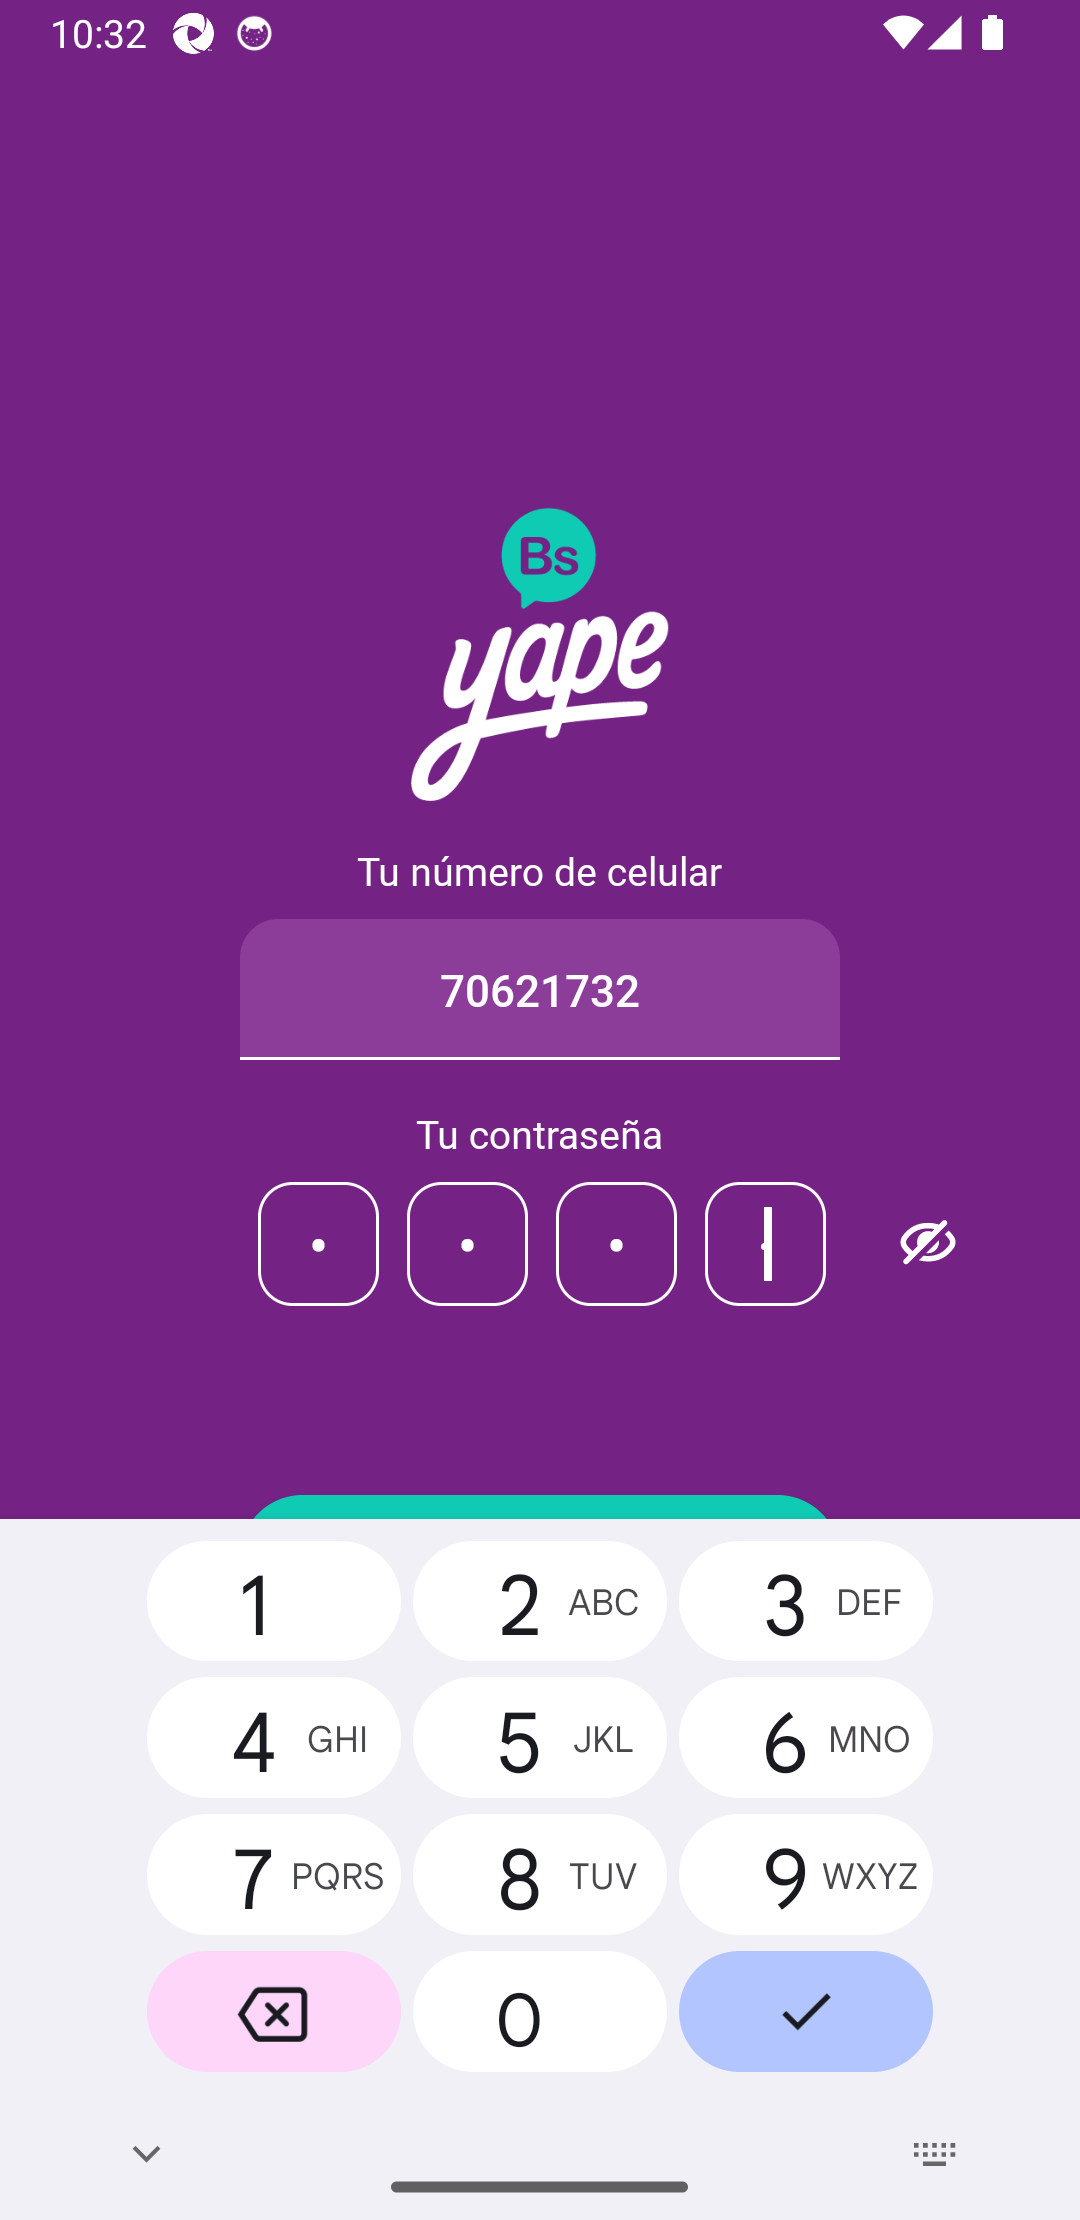 10:32
Bs
yape
Tu número de celular
70621732
Tu contraseña
1
2 ABC
3 DEF
4 GHI
5 JKL
6 MNO
7 PQRS
8 TUV
9 WXYZ
0